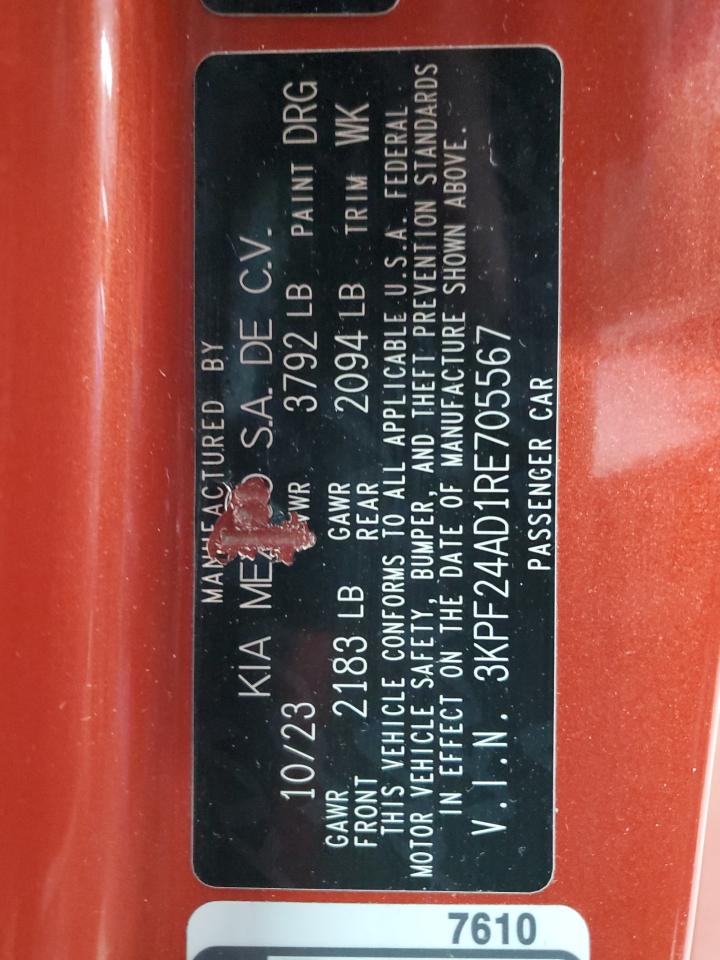 MANUFACTURED BY
KIA MEXICO S.A. DE C.V.
10/23 GVWR 3792 LB PAINT DRG
GAWR FRONT 2183 LB GAWR REAR 2094 LB TRIM WK
THIS VEHICLE CONFORMS TO ALL APPLICABLE U.S.A. FEDERAL
MOTOR VEHICLE SAFETY, BUMPER, AND THEFT PREVENTION STANDARDS
IN EFFECT ON THE DATE OF MANUFACTURE SHOWN ABOVE.
V.I.N. 3KPF24AD1RE705567
PASSENGER CAR
7610